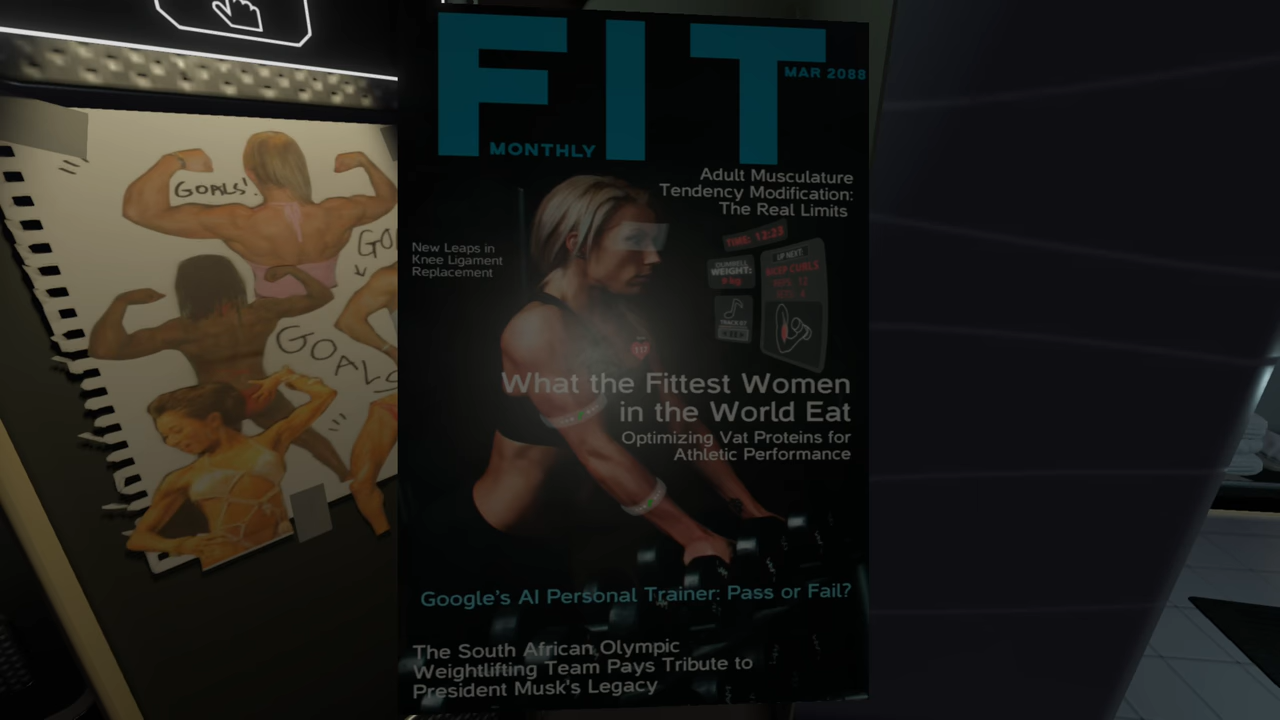 GOALS!
GOALS
FIT
MAR 2088
MONTHLY
Adult Musculature
Tendency Modification:
The Real Limits
New Leaps in
Knee Ligament
Replacement
TIME: 12:23
WEIGHT:
UP NEXT:
What the Fittest Women
in the World Eat
Optimizing Vat Proteins for
Athletic Performance
Google's AI Personal Trainer: Pass or Fail?
The South African Olympic
Weightlifting Team Pays Tribute to
President Musk's Legacy